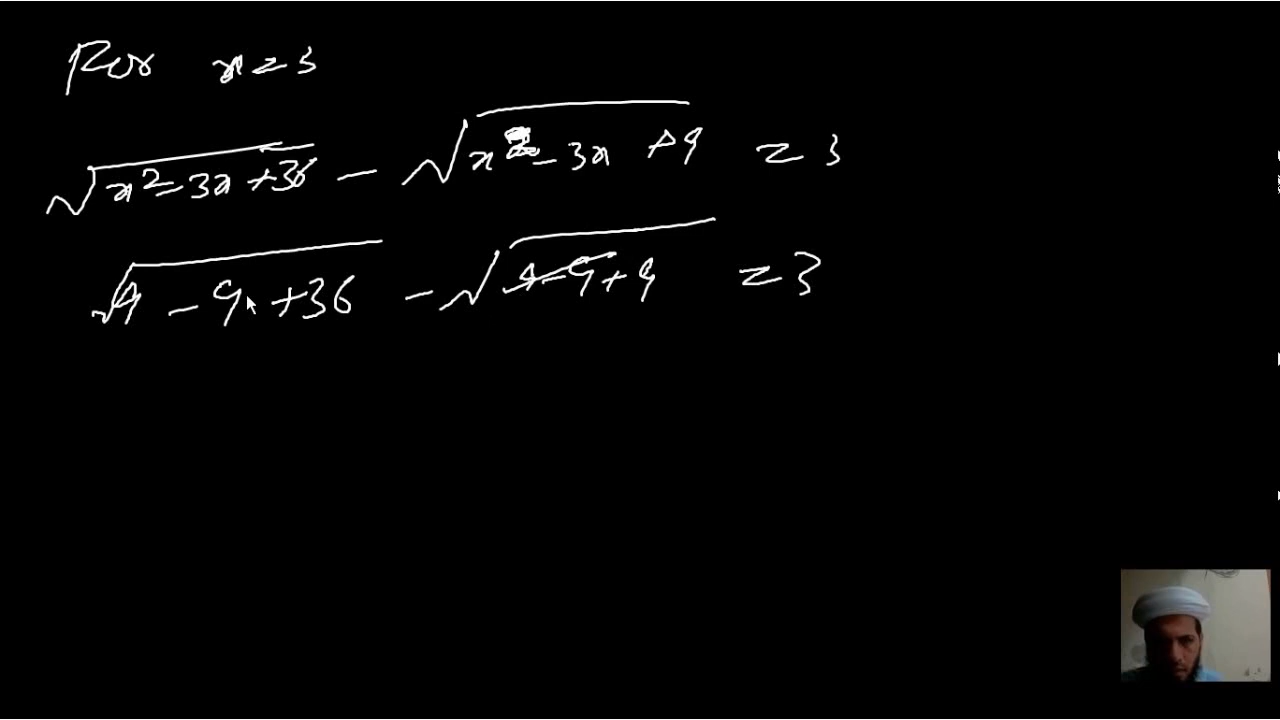 For x = 3
√(x² - 3x + 36) - √(x² - 3x + 9) = 3
√(9 - 9 + 36) - √(9 - 9 + 9) = 3